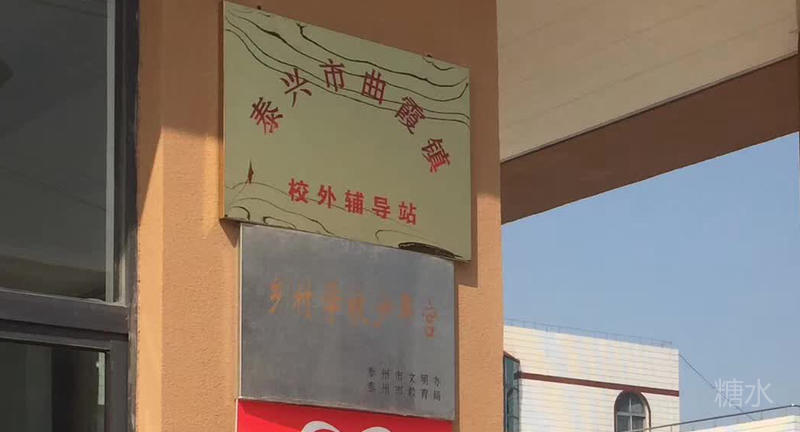 泰兴市曲霞镇
校外辅导站
乡村学校少年宫
泰州市文明办
泰州市教育局
糖水